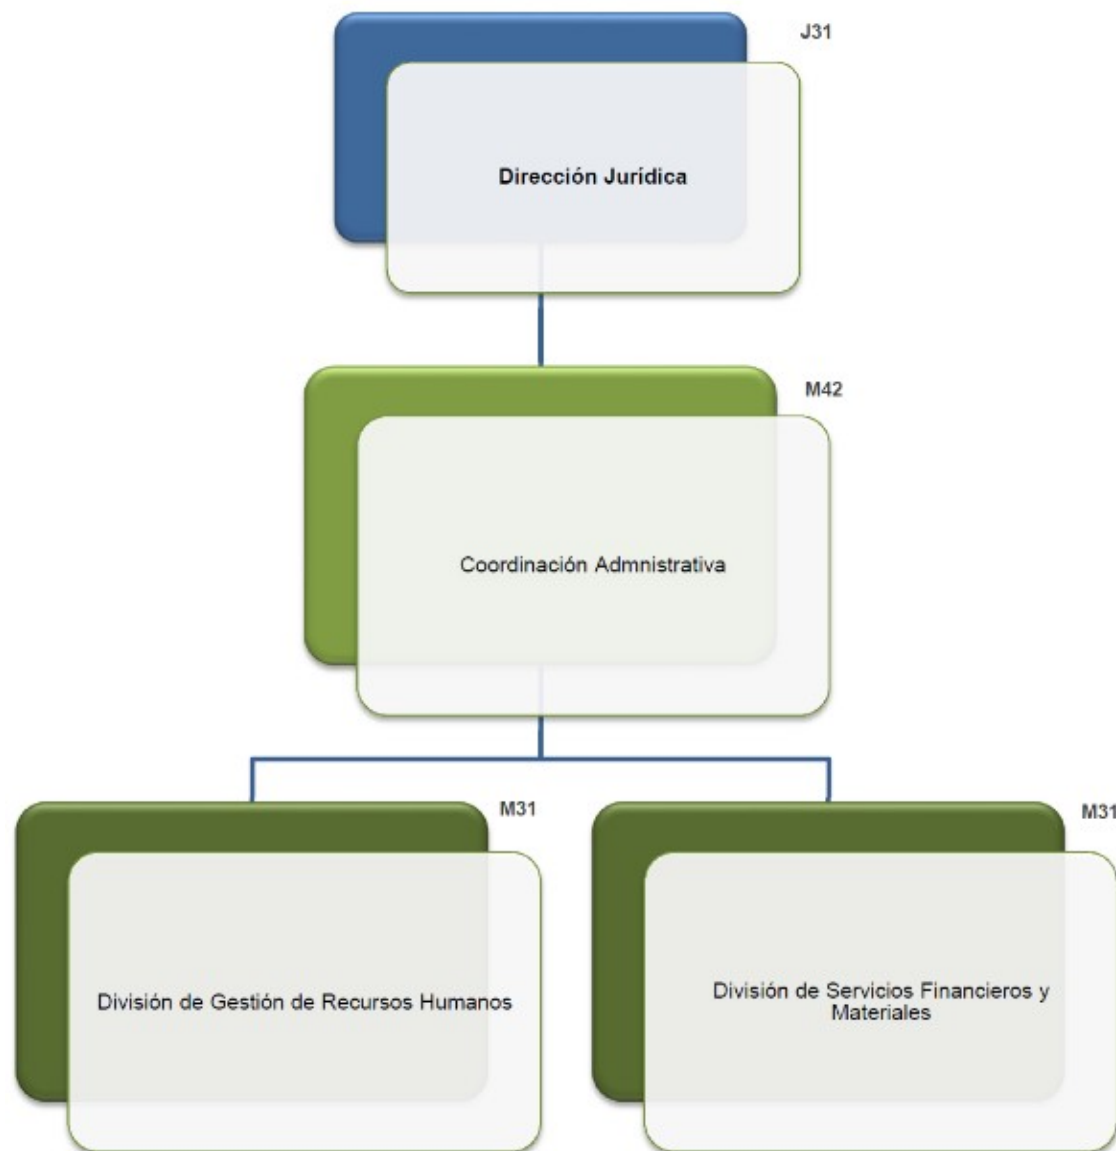 J31
Dirección Jurídica
M42
Coordinación Admnistrativa
M31
M31
División de Gestión de Recursos Humanos
División de Servicios Financieros y
Materiales